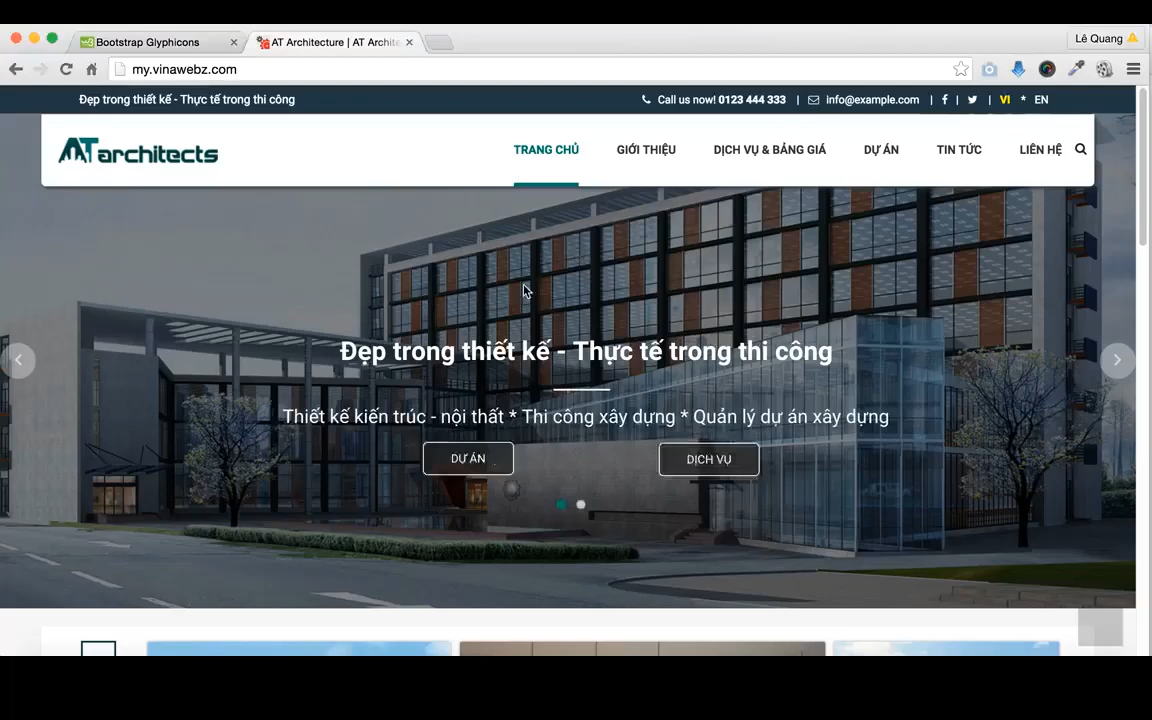 Bootstrap Glyphicons
AT Architecture | AT Archite
Lê Quang
my.vinawebz.com
Đẹp trong thiết kế - Thực tế trong thi công
Call us now! 0123 444 333 | info@example.com | | | VI * EN
AT architects
TRANG CHỦ GIỚI THIỆU DỊCH VỤ & BẢNG GIÁ DỰ ÁN TIN TỨC LIÊN HỆ
Đẹp trong thiết kế - Thực tế trong thi công
Thiết kế kiến trúc - nội thất * Thi công xây dựng * Quản lý dự án xây dựng
DỰ ÁN DỊCH VỤ